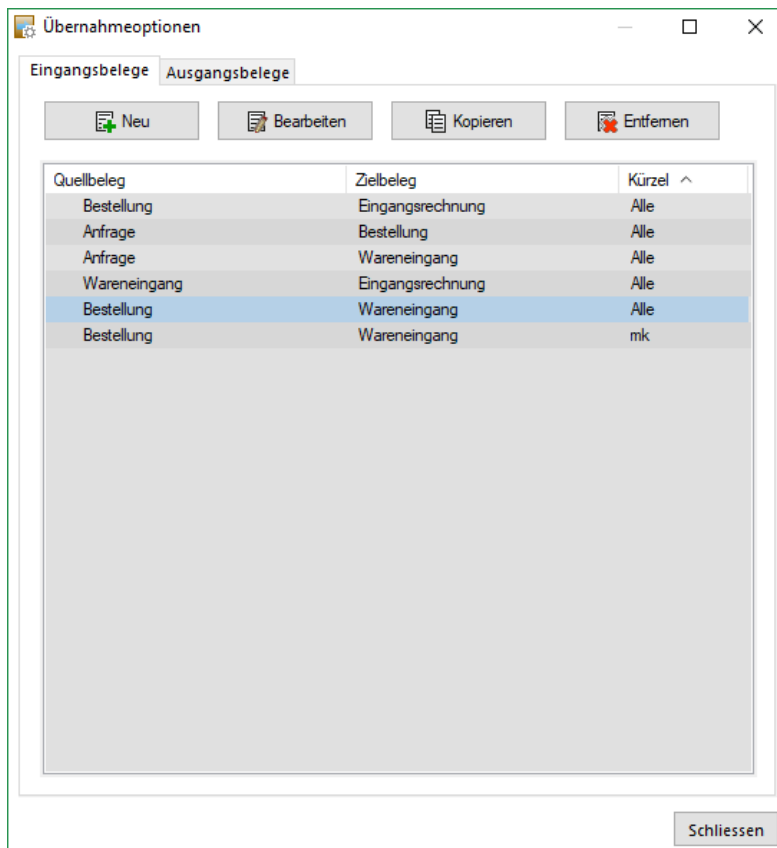 Übernahmeoptionen
Eingangsbelege Ausgangsbelege
Neu Bearbeiten Kopieren Entfernen
Quellbeleg Zielbeleg Kürzel
Bestellung Eingangsrechnung Alle
Anfrage Bestellung Alle
Anfrage Wareneingang Alle
Wareneingang Eingangsrechnung Alle
Bestellung Wareneingang Alle
Bestellung Wareneingang mk
Schliessen